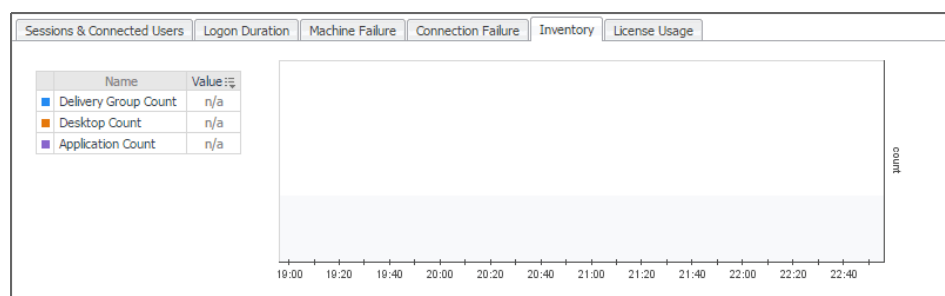 Sessions & Connected Users Logon Duration Machine Failure Connection Failure Inventory License Usage
Name Value
Delivery Group Count n/a
Desktop Count n/a
Application Count n/a
count
19:00 19:20 19:40 20:00 20:20 20:40 21:00 21:20 21:40 22:00 22:20 22:40